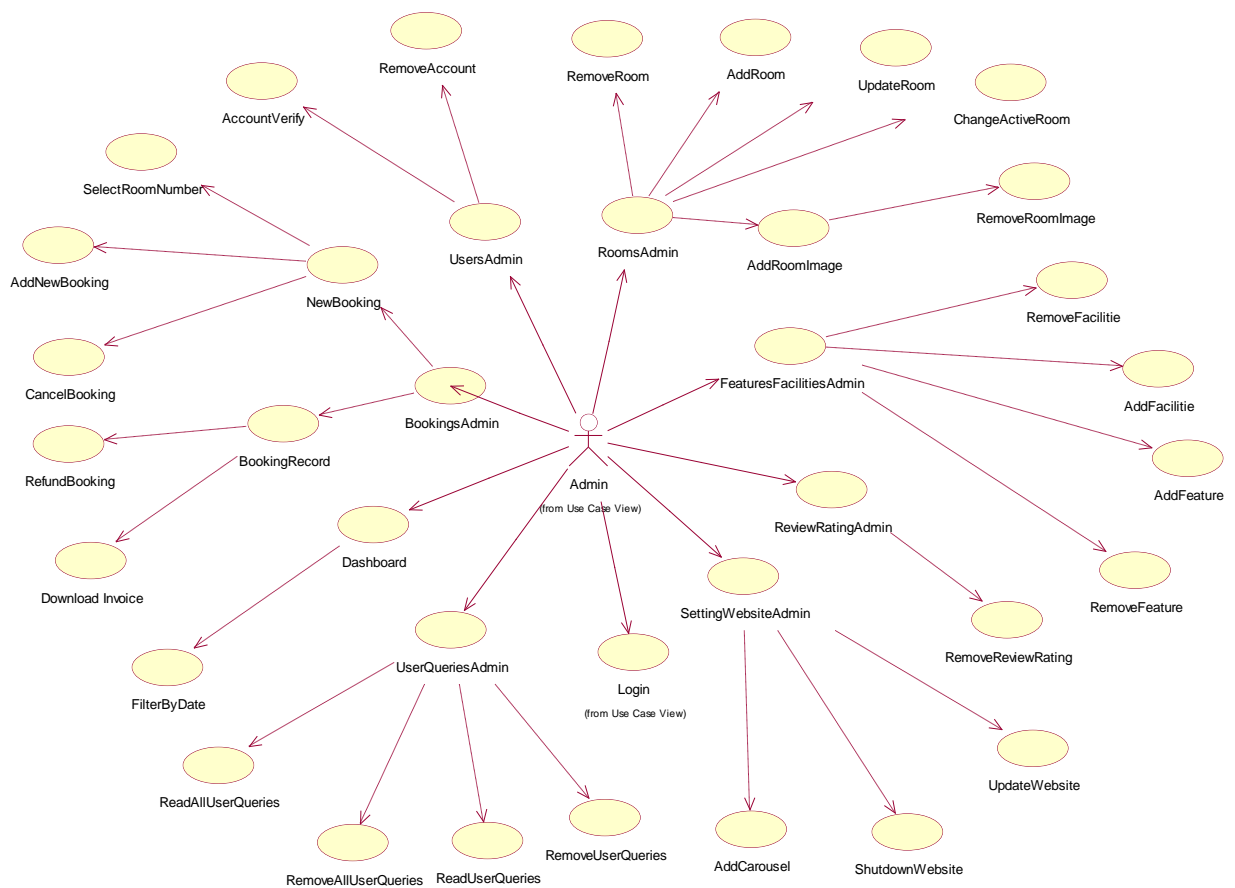 RemoveAccount
RemoveRoom
AddRoom
UpdateRoom
AccountVerify
ChangeActiveRoom
SelectRoomNumber
RemoveRoomImage
UsersAdmin
RoomsAdmin
AddRoomImage
AddNewBooking
NewBooking
RemoveFacilitie
FeaturesFacilitiesAdmin
CancelBooking
AddFacilitie
BookingsAdmin
BookingRecord
RefundBooking
Admin
(from Use Case View)
AddFeature
ReviewRatingAdmin
Dashboard
Download Invoice
SettingWebsiteAdmin
RemoveFeature
RemoveReviewRating
UserQueriesAdmin
Login
(from Use Case View)
FilterByDate
UpdateWebsite
ReadAllUserQueries
RemoveUserQueries
AddCarousel
ShutdownWebsite
RemoveAllUserQueries
ReadUserQueries